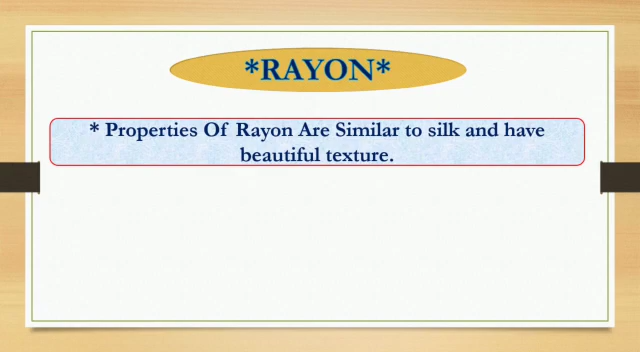 *RAYON*
* Properties Of Rayon Are Similar to silk and have
beautiful texture.